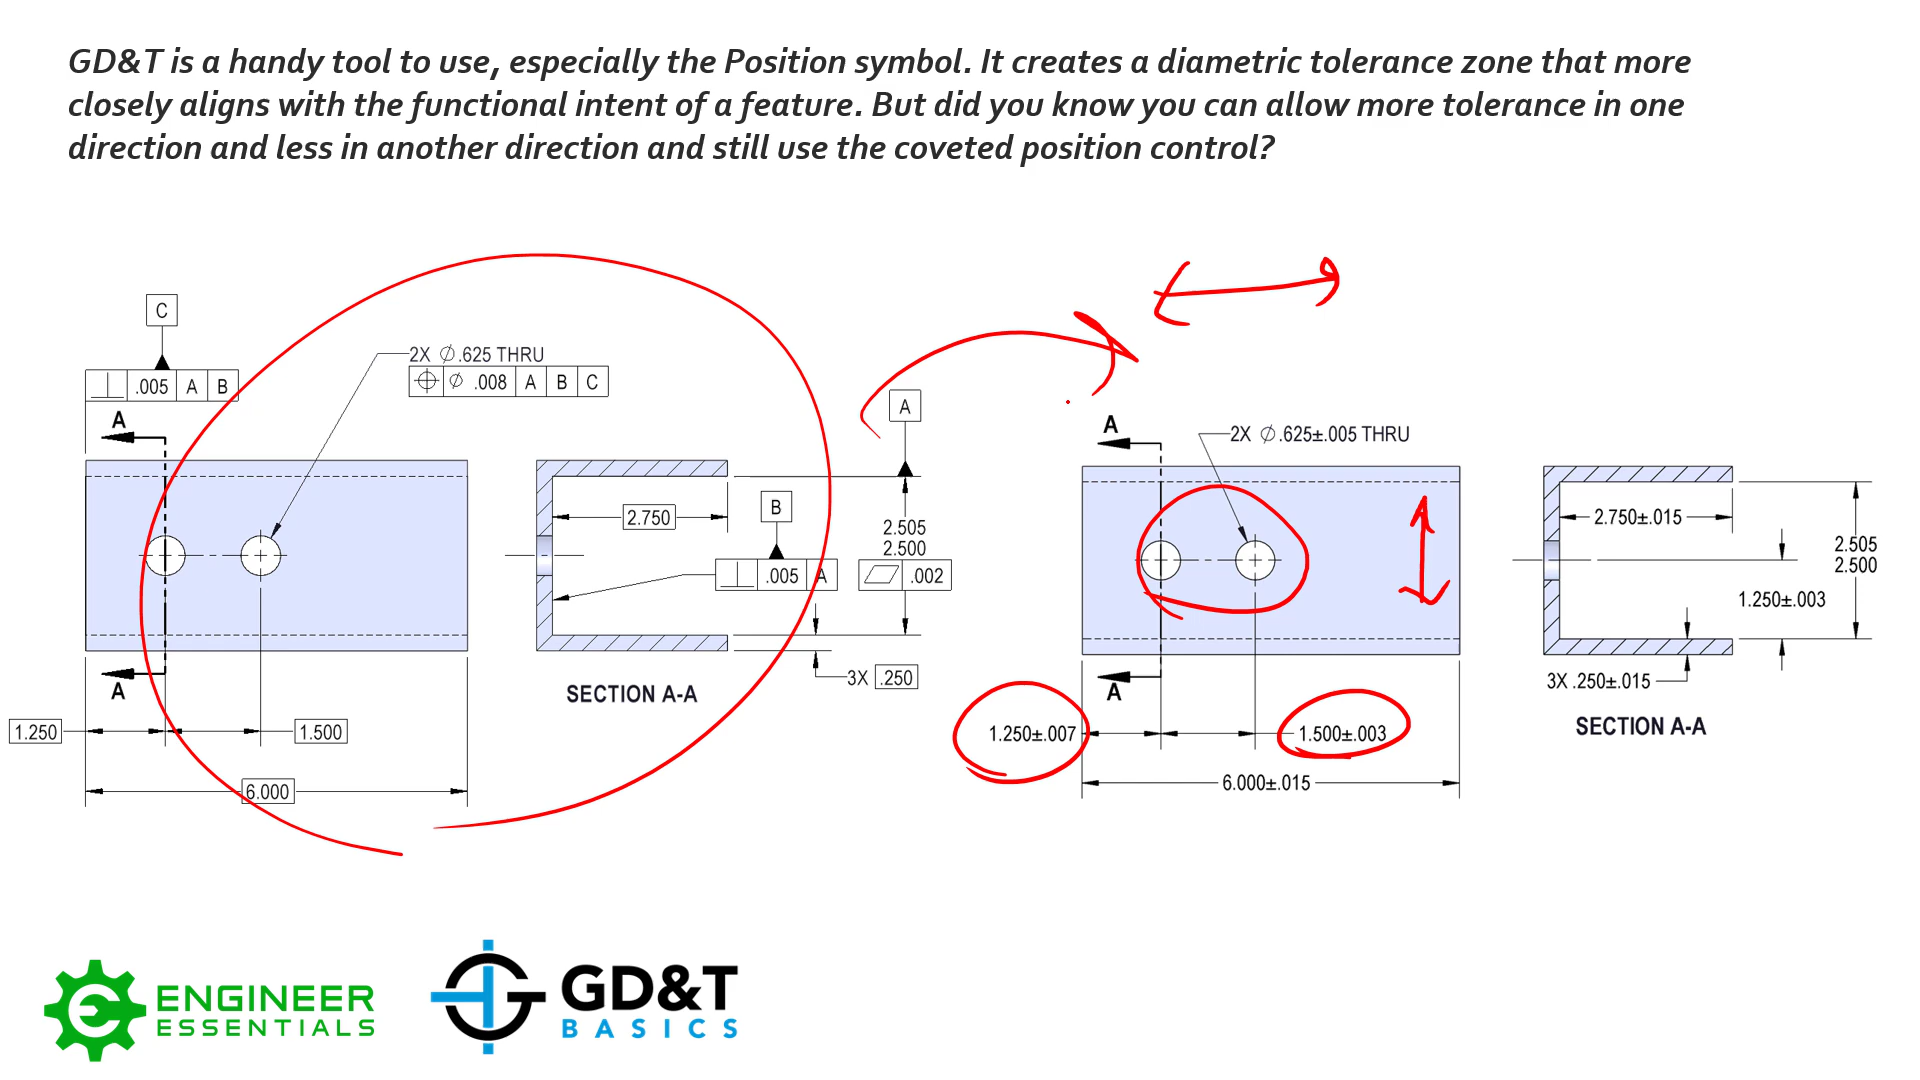 GD&T is a handy tool to use, especially the Position symbol. It creates a diametric tolerance zone that more
closely aligns with the functional intent of a feature. But did you know you can allow more tolerance in one
direction and less in another direction and still use the coveted position control?
C
2X ∅.625 THRU
⌖ ∅ .008 A B C
⟂ .005 A B
A
A
2.750
B
2.505
2.500
⟂ .005 A
⏥ .002
A
3X .250
SECTION A-A
1.250
1.500
6.000
A
2X ∅.625±.005 THRU
2.750±.015
2.505
2.500
1.250±.003
A
3X .250±.015
SECTION A-A
1.250±.007
1.500±.003
6.000±.015
ENGINEER
ESSENTIALS
GD&T
BASICS